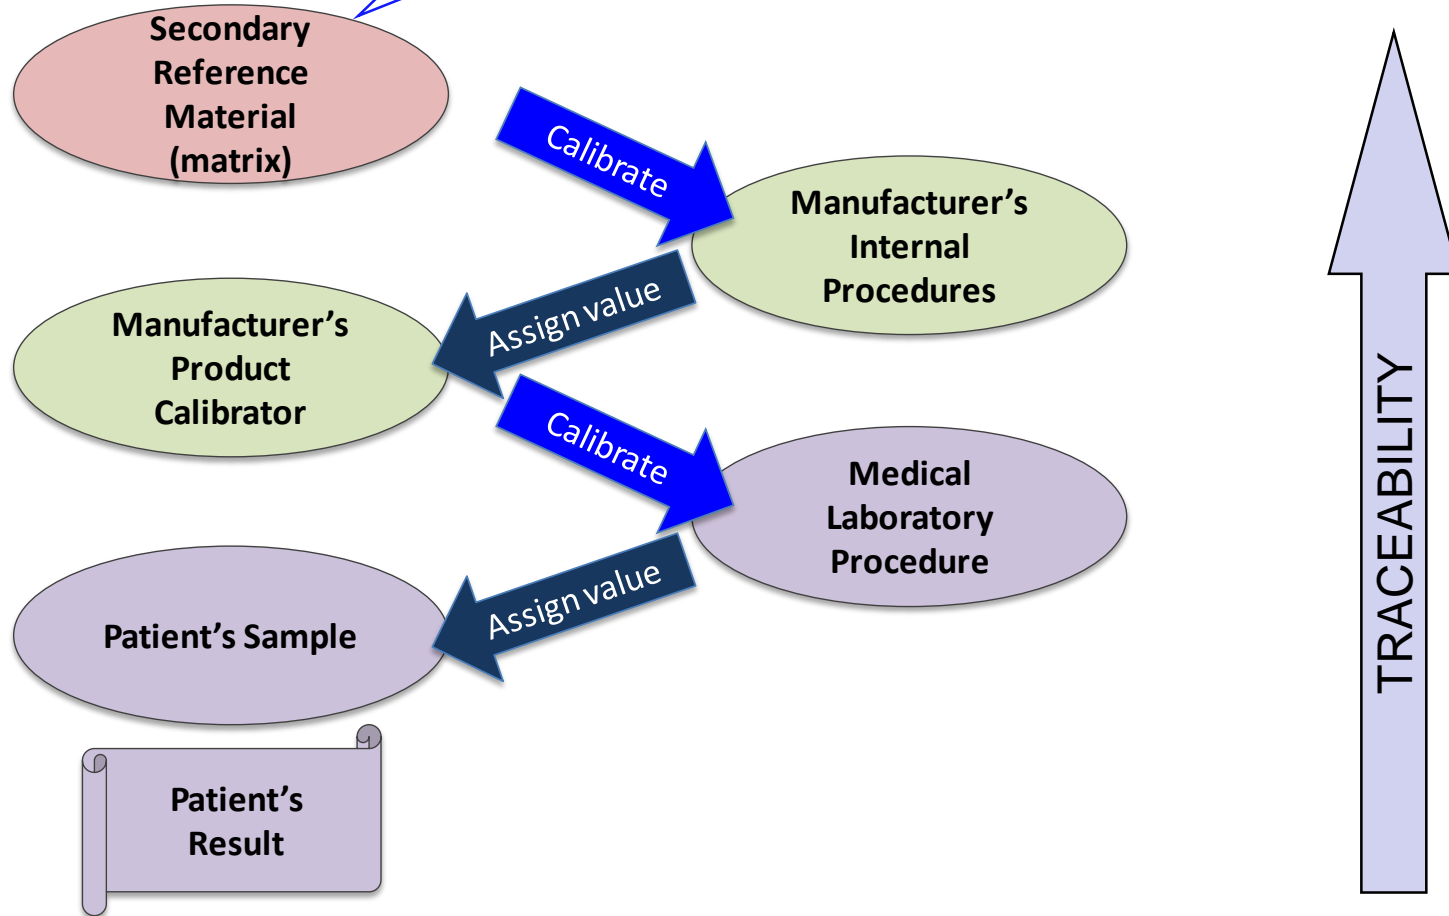 Secondary
Reference
Material
(matrix)
Calibrate
Manufacturer’s
Internal
Procedures
Assign value
Manufacturer’s
Product
Calibrator
Calibrate
Medical
Laboratory
Procedure
Assign value
Patient’s Sample
Patient’s
Result
TRACEABILITY